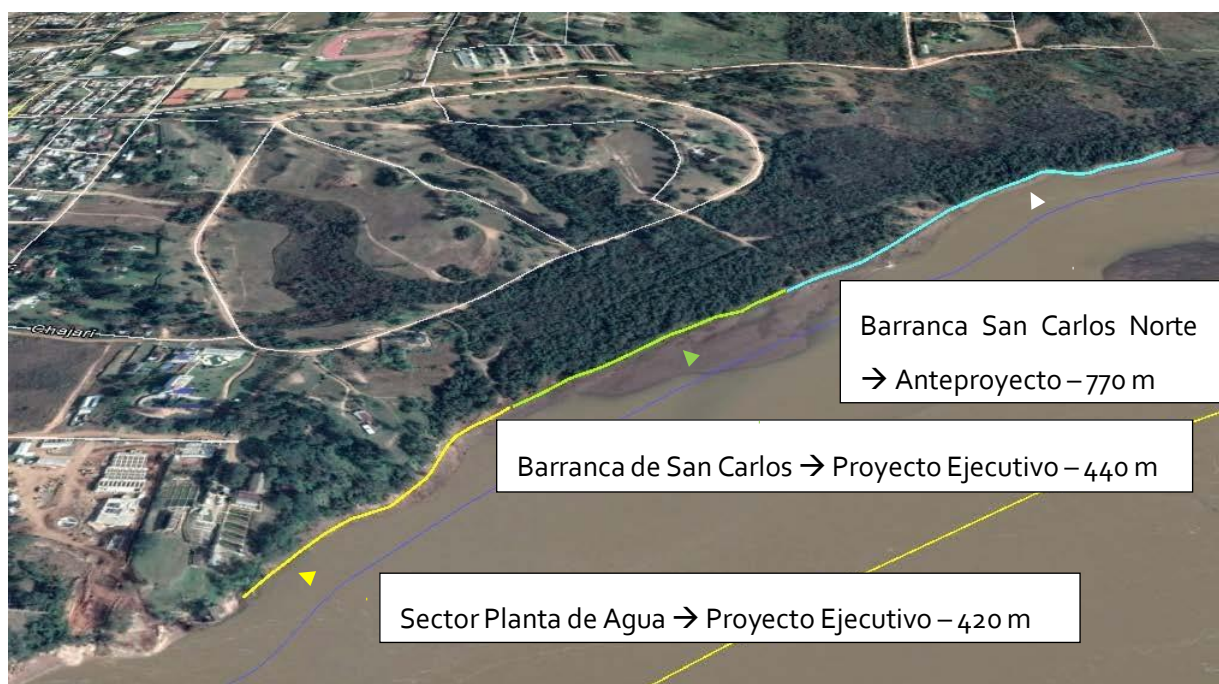 Chajari
Barranca San Carlos Norte
→ Anteproyecto – 770 m
Barranca de San Carlos → Proyecto Ejecutivo – 440 m
Sector Planta de Agua → Proyecto Ejecutivo – 420 m